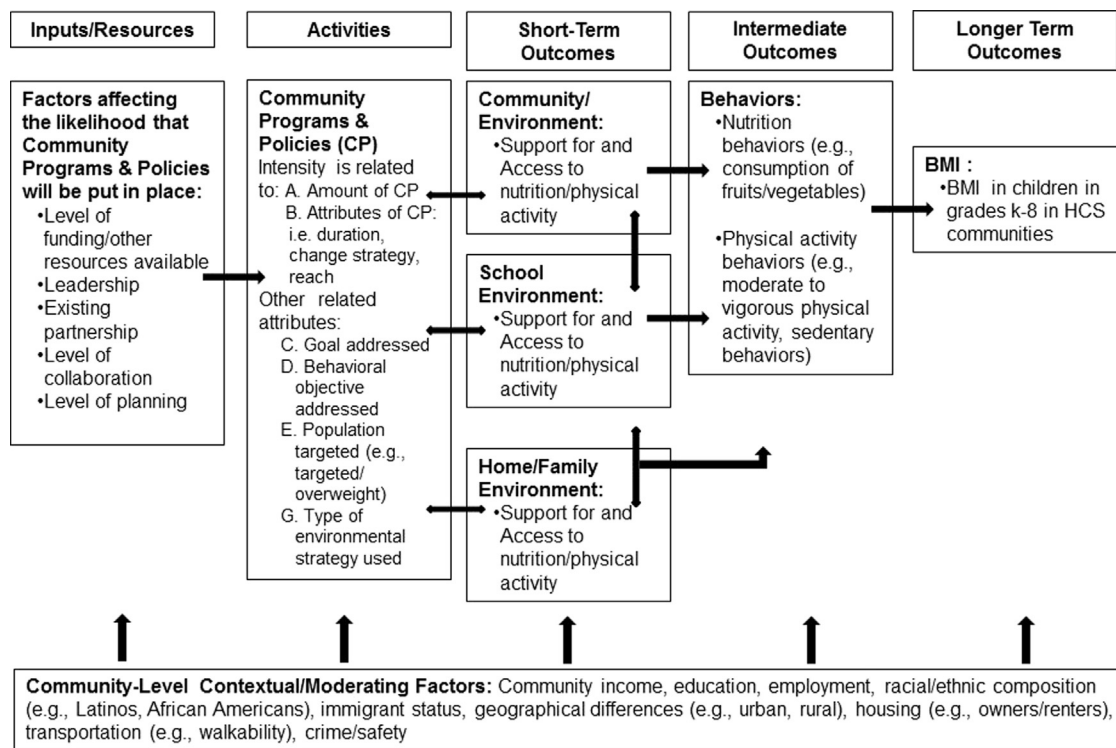 Inputs/Resources
Activities
Short-Term
Outcomes
Intermediate
Outcomes
Longer Term
Outcomes
Factors affecting
the likelihood that
Community
Programs & Policies
will be put in place:
•Level of
funding/other
resources available
•Leadership
•Existing
partnership
•Level of
collaboration
•Level of planning
Community
Programs &
Policies (CP)
Intensity is related
to: A. Amount of CP
B. Attributes of CP:
i.e. duration,
change strategy,
reach
Other related
attributes:
C. Goal addressed
D. Behavioral
objective
addressed
E. Population
targeted (e.g.,
targeted/
overweight)
G. Type of
environmental
strategy used
Community/
Environment:
•Support for and
Access to
nutrition/physical
activity
School
Environment:
•Support for and
Access to
nutrition/physical
activity
Home/Family
Environment:
•Support for and
Access to
nutrition/physical
activity
Behaviors:
•Nutrition
behaviors (e.g.,
consumption of
fruits/vegetables)
•Physical activity
behaviors (e.g.,
moderate to
vigorous physical
activity, sedentary
behaviors)
BMI :
•BMI in children in
grades k-8 in HCS
communities
Community-Level Contextual/Moderating Factors: Community income, education, employment, racial/ethnic composition
(e.g., Latinos, African Americans), immigrant status, geographical differences (e.g., urban, rural), housing (e.g., owners/renters),
transportation (e.g., walkability), crime/safety